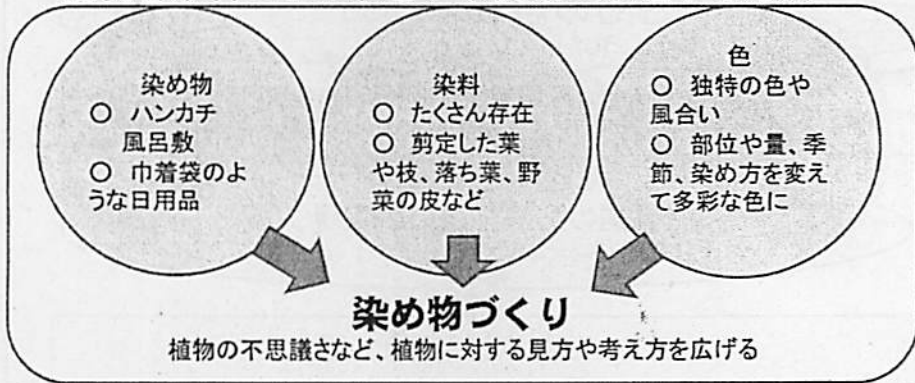 染め物
○ ハンカチ
風呂敷
○ 巾着袋のよ
うな日用品
染料
○ たくさん存在
○ 剪定した葉
や枝、落ち葉、野
菜の皮など
色
○ 独特の色や
風合い
○ 部位や量、季
節、染め方を変え
て多彩な色に
染め物づくり
植物の不思議さなど、植物に対する見方や考え方を広げる